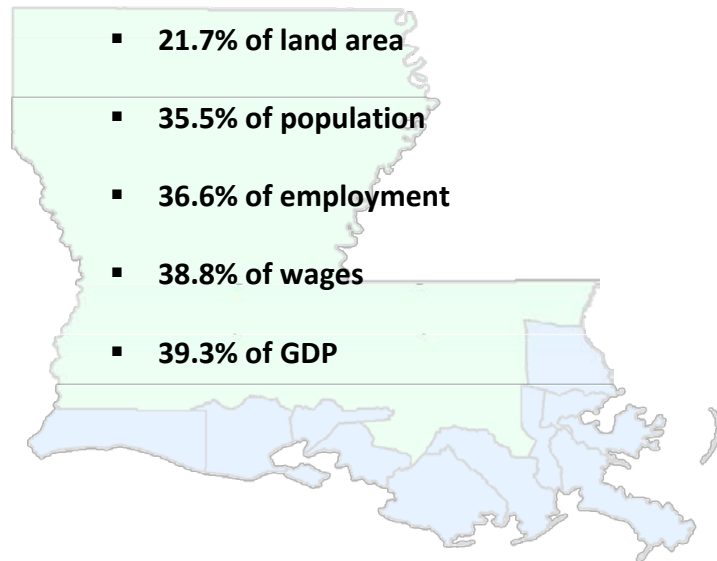 ▪ 21.7% of land area
▪ 35.5% of population
▪ 36.6% of employment
▪ 38.8% of wages
▪ 39.3% of GDP